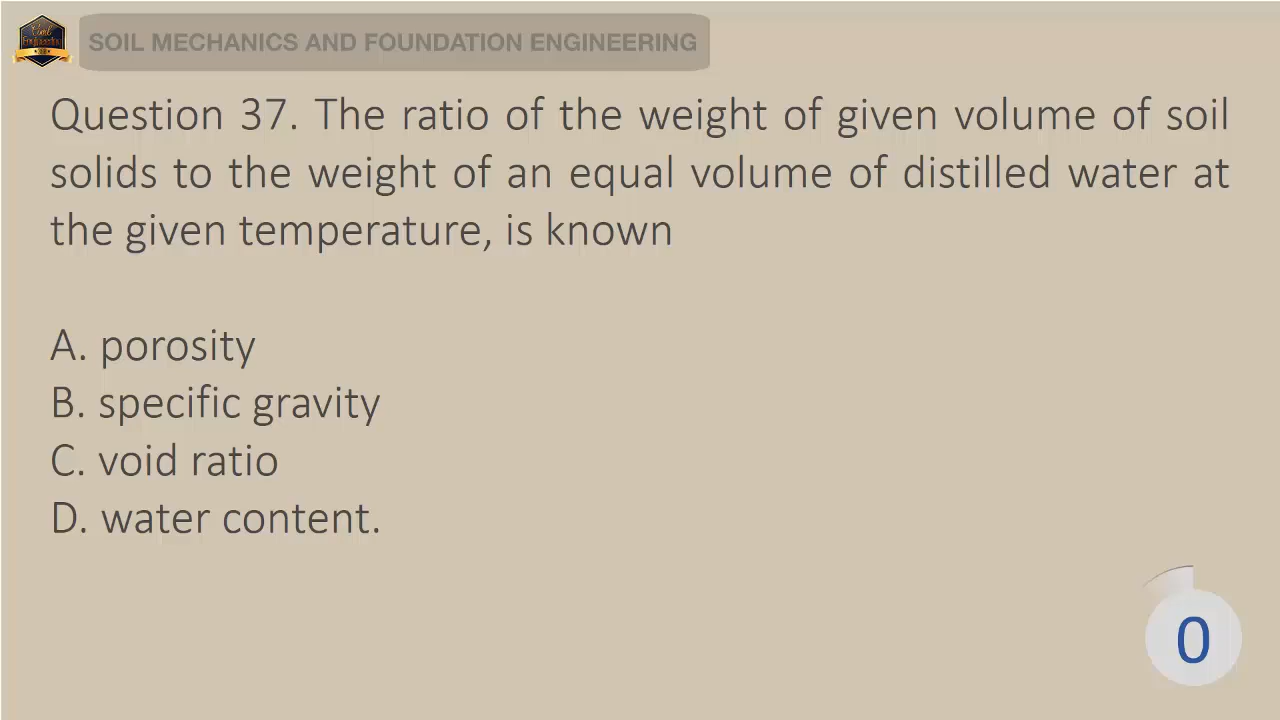 Civil
Engineering
SOIL MECHANICS AND FOUNDATION ENGINEERING
Question 37. The ratio of the weight of given volume of soil
solids to the weight of an equal volume of distilled water at
the given temperature, is known
A. porosity
B. specific gravity
C. void ratio
D. water content.
0